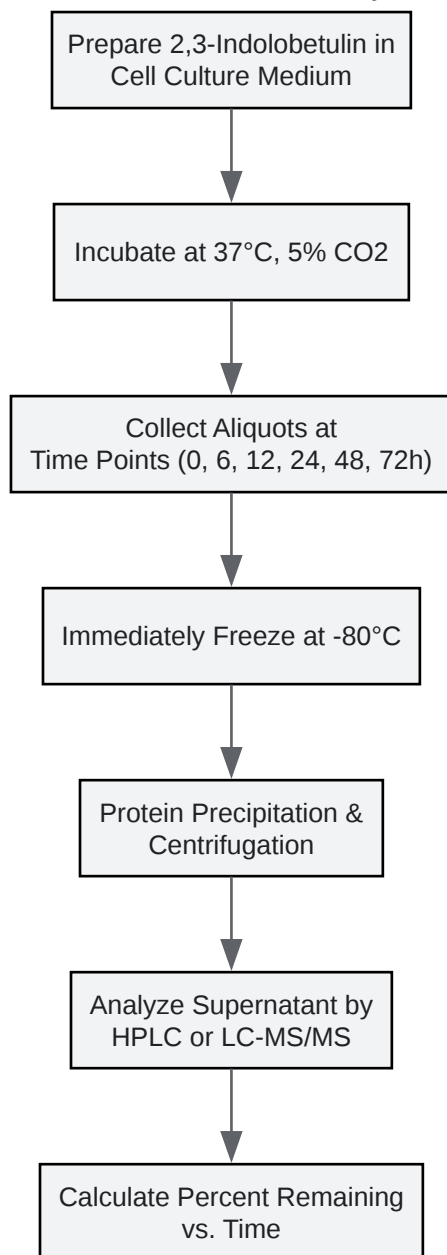 Prepare 2,3-Indolobetulin in
Cell Culture Medium
Incubate at 37°C, 5% CO2
Collect Aliquots at
Time Points (0, 6, 12, 24, 48, 72h)
Immediately Freeze at -80°C
Protein Precipitation &
Centrifugation
Analyze Supernatant by
HPLC or LC-MS/MS
Calculate Percent Remaining
vs. Time